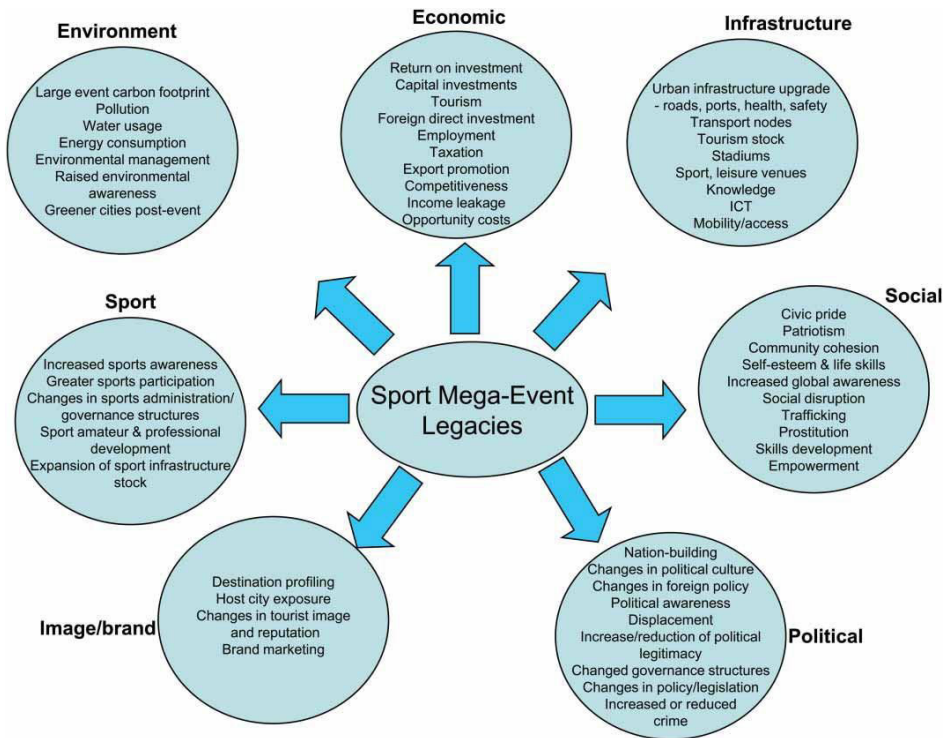 Environment
Large event carbon footprint
Pollution
Water usage
Energy consumption
Environmental management
Raised environmental
awareness
Greener cities post-event
Economic
Return on investment
Capital investments
Tourism
Foreign direct investment
Employment
Taxation
Export promotion
Competitiveness
Income leakage
Opportunity costs
Infrastructure
Urban infrastructure upgrade
- roads, ports, health, safety
Transport nodes
Tourism stock
Stadiums
Sport, leisure venues
Knowledge
ICT
Mobility/access
Sport
Increased sports awareness
Greater sports participation
Changes in sports administration/
governance structures
Sport amateur & professional
development
Expansion of sport infrastructure
stock
Sport Mega-Event
Legacies
Social
Civic pride
Patriotism
Community cohesion
Self-esteem & life skills
Increased global awareness
Social disruption
Trafficking
Prostitution
Skills development
Empowerment
Image/brand
Destination profiling
Host city exposure
Changes in tourist image
and reputation
Brand marketing
Political
Nation-building
Changes in political culture
Changes in foreign policy
Political awareness
Displacement
Increase/reduction of political
legitimacy
Changed governance structures
Changes in policy/legislation
Increased or reduced
crime